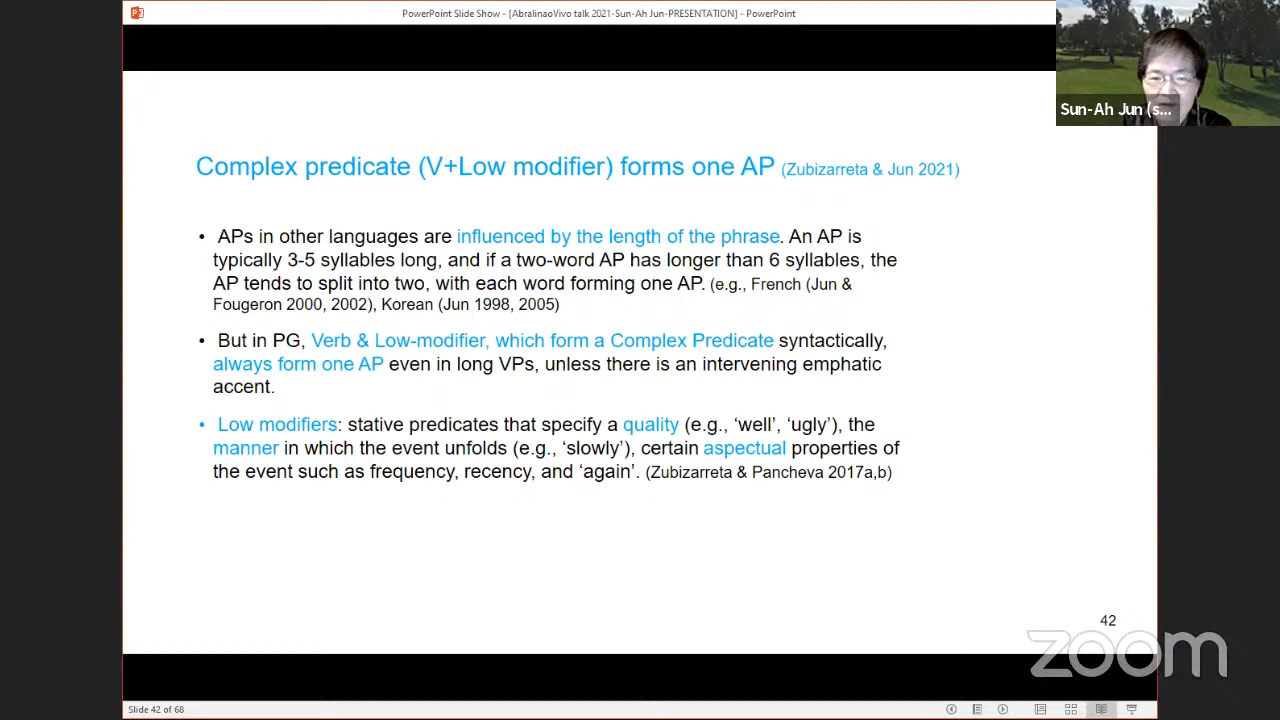 PowerPoint Slide Show - [AbralinaoVivo talk 2021-Sun-Ah Jun-PRESENTATION] - PowerPoint
Sun-Ah Jun (s...
Complex predicate (V+Low modifier) forms one AP (Zubizarreta & Jun 2021)
• APs in other languages are influenced by the length of the phrase. An AP is
typically 3-5 syllables long, and if a two-word AP has longer than 6 syllables, the
AP tends to split into two, with each word forming one AP. (e.g., French (Jun &
Fougeron 2000, 2002), Korean (Jun 1998, 2005)
• But in PG, Verb & Low-modifier, which form a Complex Predicate syntactically,
always form one AP even in long VPs, unless there is an intervening emphatic
accent.
• Low modifiers: stative predicates that specify a quality (e.g., ‘well’, ‘ugly’), the
manner in which the event unfolds (e.g., ‘slowly’), certain aspectual properties of
the event such as frequency, recency, and ‘again’. (Zubizarreta & Pancheva 2017a,b)
42
zoom
Slide 42 of 68